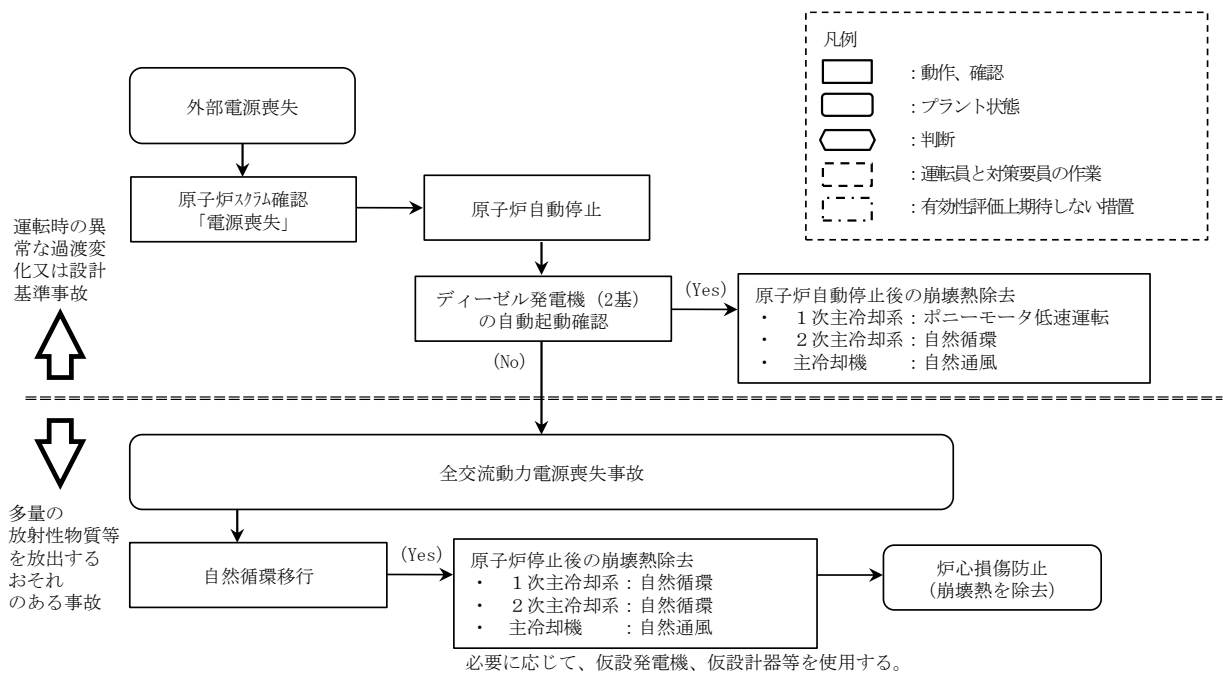 凡例
：動作、確認
：プラント状態
：判断
：運転員と対策要員の作業
：有効性評価上期待しない措置
外部電源喪失
原子炉ｽｸﾗﾑ確認
「電源喪失」
原子炉自動停止
運転時の異
常な過渡変
化又は設計
基準事故
ディーゼル発電機（2基）
の自動起動確認
(Yes)
(No)
原子炉自動停止後の崩壊熱除去
・ １次主冷却系：ポニーモータ低速運転
・ ２次主冷却系：自然循環
・ 主冷却機　　：自然通風
全交流動力電源喪失事故
多量の
放射性物質等
を放出する
おそれ
のある事故
自然循環移行
(Yes)
原子炉停止後の崩壊熱除去
・ １次主冷却系：自然循環
・ ２次主冷却系：自然循環
・ 主冷却機　　：自然通風
炉心損傷防止
(崩壊熱を除去)
必要に応じて、仮設発電機、仮設計器等を使用する。